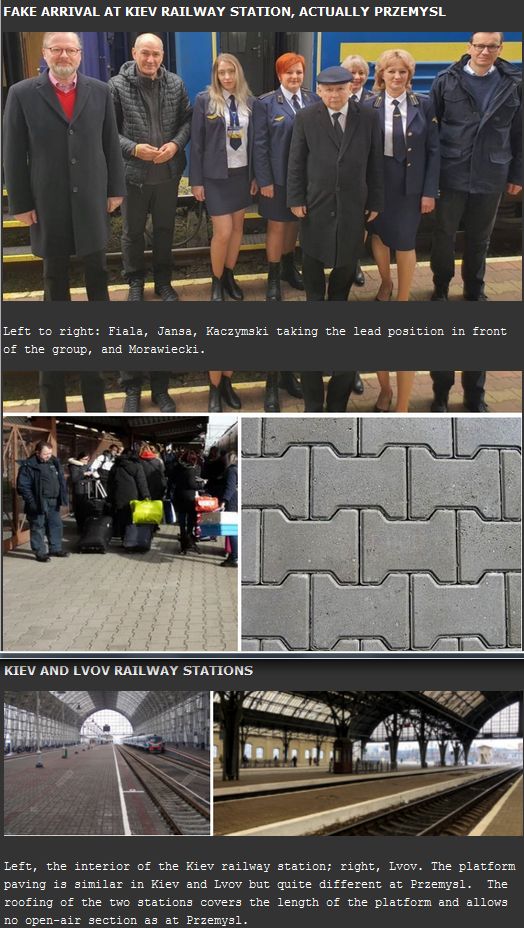 FAKE ARRIVAL AT KIEV RAILWAY STATION, ACTUALLY PRZEMYSL
Left to right: Fiala, Jansa, Kaczymski taking the lead position in front
of the group, and Morawiecki.
KIEV AND LVOV RAILWAY STATIONS
Left, the interior of the Kiev railway station; right, Lvov. The platform
paving is similar in Kiev and Lvov but quite different at Przemysl.  The
roofing of the two stations covers the length of the platform and allows
no open-air section as at Przemysl.